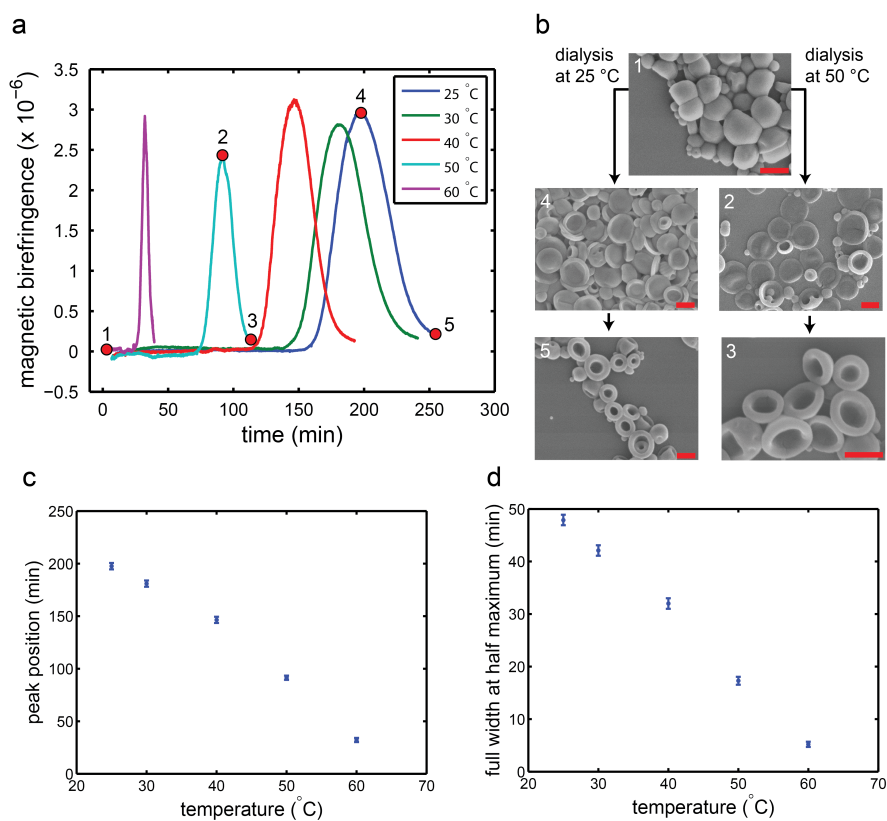 a
magnetic birefringence (x 10⁻⁶)
3.5
3
2.5
2
1.5
1
0.5
0
−0.5
0 50 100 150 200 250 300
time (min)
25 °C
30 °C
40 °C
50 °C
60 °C
1
2
3
4
5
b
dialysis
at 25 °C
dialysis
at 50 °C
1
4
2
5
3
c
peak position (min)
250
200
150
100
50
0
20 30 40 50 60 70
temperature (°C)
d
full width at half maximum (min)
50
40
30
20
10
0
20 30 40 50 60 70
temperature (°C)